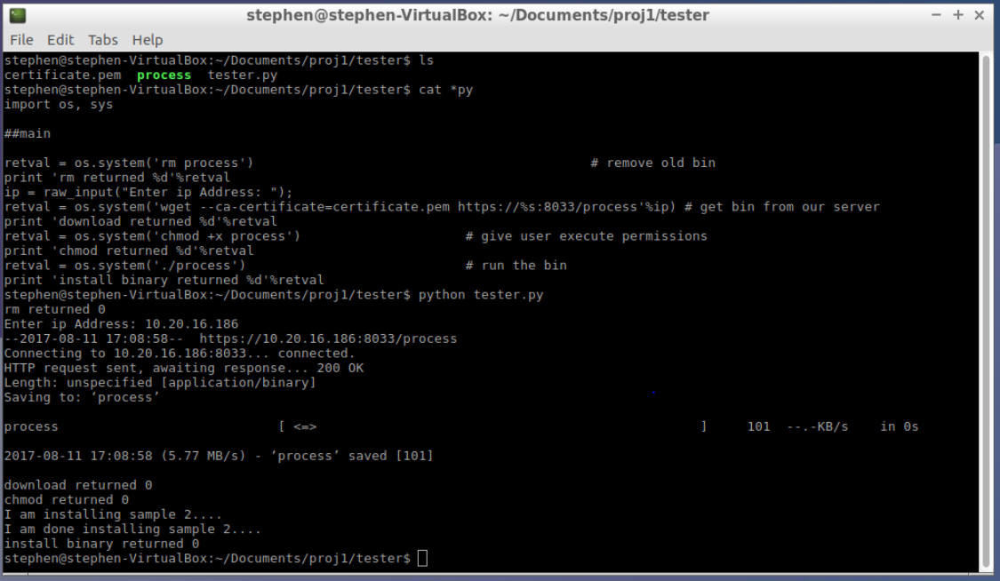 stephen@stephen-VirtualBox: ~/Documents/proj1/tester
File Edit Tabs Help
stephen@stephen-VirtualBox:~/Documents/proj1/tester$ ls
certificate.pem  process  tester.py
stephen@stephen-VirtualBox:~/Documents/proj1/tester$ cat *py
import os, sys
##main
retval = os.system('rm process')                                           # remove old bin
print 'rm returned %d'%retval
ip = raw_input("Enter ip Address: ");
retval = os.system('wget --ca-certificate=certificate.pem https://%s:8033/process'%ip) # get bin from our server
print 'download returned %d'%retval
retval = os.system('chmod +x process')                     # give user execute permissions
print 'chmod returned %d'%retval
retval = os.system('./process')                            # run the bin
print 'install binary returned %d'%retval
stephen@stephen-VirtualBox:~/Documents/proj1/tester$ python tester.py
rm returned 0
Enter ip Address: 10.20.16.186
--2017-08-11 17:08:58--  https://10.20.16.186:8033/process
Connecting to 10.20.16.186:8033... connected.
HTTP request sent, awaiting response... 200 OK
Length: unspecified [application/binary]
Saving to: ‘process’
process                            [ <=>                                                 ]     101  --.-KB/s    in 0s
2017-08-11 17:08:58 (5.77 MB/s) - ‘process’ saved [101]
download returned 0
chmod returned 0
I am installing sample 2....
I am done installing sample 2....
install binary returned 0
stephen@stephen-VirtualBox:~/Documents/proj1/tester$